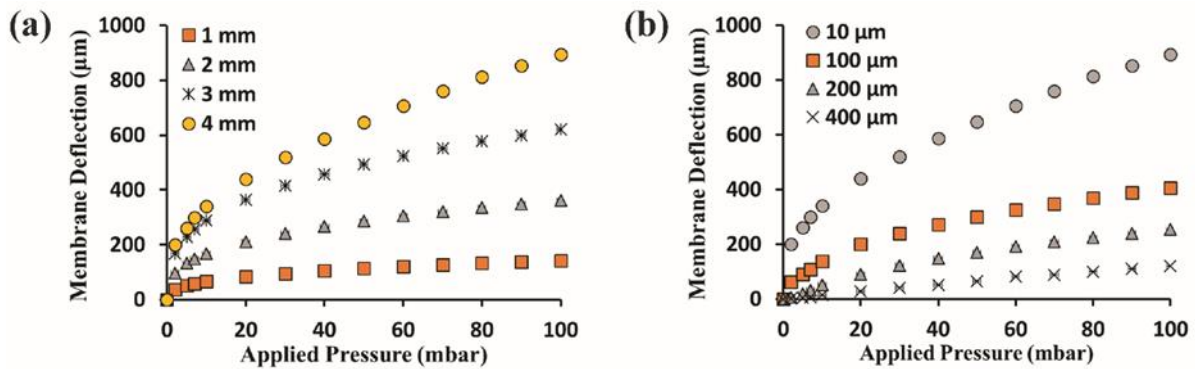 (a)
Membrane Deflection (µm)
1000
800
600
400
200
0
1 mm
2 mm
3 mm
4 mm
0 20 40 60 80 100
Applied Pressure (mbar)
(b)
Membrane Deflection (µm)
1000
800
600
400
200
0
10 µm
100 µm
200 µm
400 µm
0 20 40 60 80 100
Applied Pressure (mbar)